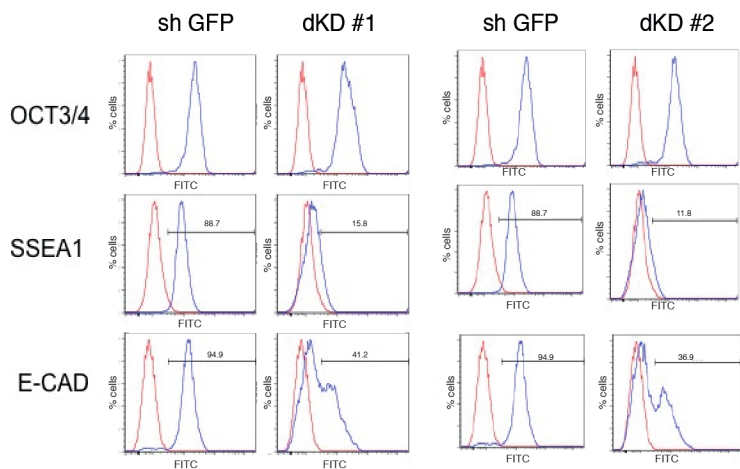 sh GFP dKD #1 sh GFP dKD #2
OCT3/4
% cells % cells % cells % cells
FITC FITC FITC FITC
SSEA1
88.7 15.8 88.7 11.8
% cells % cells % cells % cells
FITC FITC FITC FITC
E-CAD
94.9 41.2 94.9 36.9
% cells % cells % cells % cells
FITC FITC FITC FITC